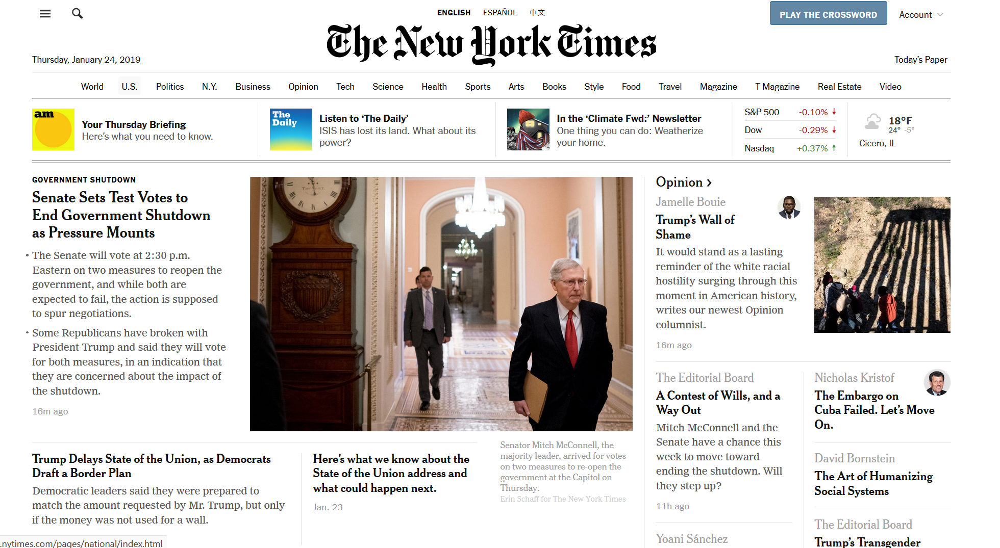 ENGLISH ESPAÑOL 中文
PLAY THE CROSSWORD
Account
The New York Times
Thursday, January 24, 2019
Today's Paper
World U.S. Politics N.Y. Business Opinion Tech Science Health Sports Arts Books Style Food Travel Magazine T Magazine Real Estate Video
am
Your Thursday Briefing
Here's what you need to know.
The
Daily
Listen to ‘The Daily’
ISIS has lost its land. What about its
power?
In the ‘Climate Fwd:’ Newsletter
One thing you can do: Weatherize
your home.
S&P 500 -0.10%
Dow -0.29%
Nasdaq +0.37%
18°F
24° -5°
Cicero, IL
GOVERNMENT SHUTDOWN
Senate Sets Test Votes to
End Government Shutdown
as Pressure Mounts
• The Senate will vote at 2:30 p.m.
Eastern on two measures to reopen the
government, and while both are
expected to fail, the action is supposed
to spur negotiations.
• Some Republicans have broken with
President Trump and said they will vote
for both measures, in an indication that
they are concerned about the impact of
the shutdown.
16m ago
Trump Delays State of the Union, as Democrats
Draft a Border Plan
Democratic leaders said they were prepared to
match the amount requested by Mr. Trump, but only
if the money was not used for a wall.
Here's what we know about the
State of the Union address and
what could happen next.
Jan. 23
Senator Mitch McConnell, the
majority leader, arrived for votes
on two measures to re-open the
government at the Capitol on
Thursday.
Erin Schaff for The New York Times
Opinion >
Jamelle Bouie
Trump's Wall of
Shame
It would stand as a lasting
reminder of the white racial
hostility surging through this
moment in American history,
writes our newest Opinion
columnist.
16m ago
The Editorial Board
A Contest of Wills, and a
Way Out
Mitch McConnell and the
Senate have a chance this
week to move toward
ending the shutdown. Will
they step up?
11h ago
Yoani Sánchez
Nicholas Kristof
The Embargo on
Cuba Failed. Let's Move
On.
David Bornstein
The Art of Humanizing
Social Systems
The Editorial Board
Trump's Transgender
.nytimes.com/pages/national/index.html